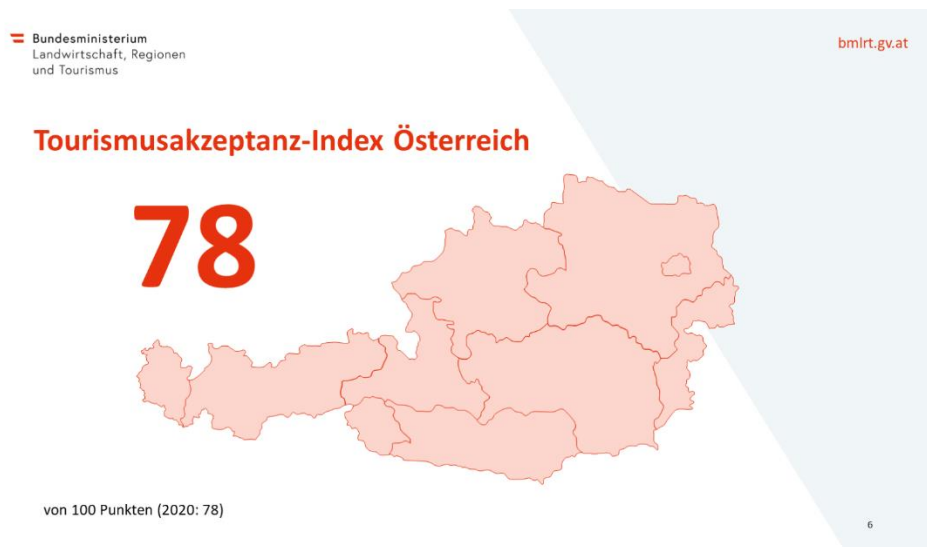 Bundesministerium
Landwirtschaft, Regionen
und Tourismus
bmlrt.gv.at
Tourismusakzeptanz-Index Österreich
78
von 100 Punkten (2020: 78)
6